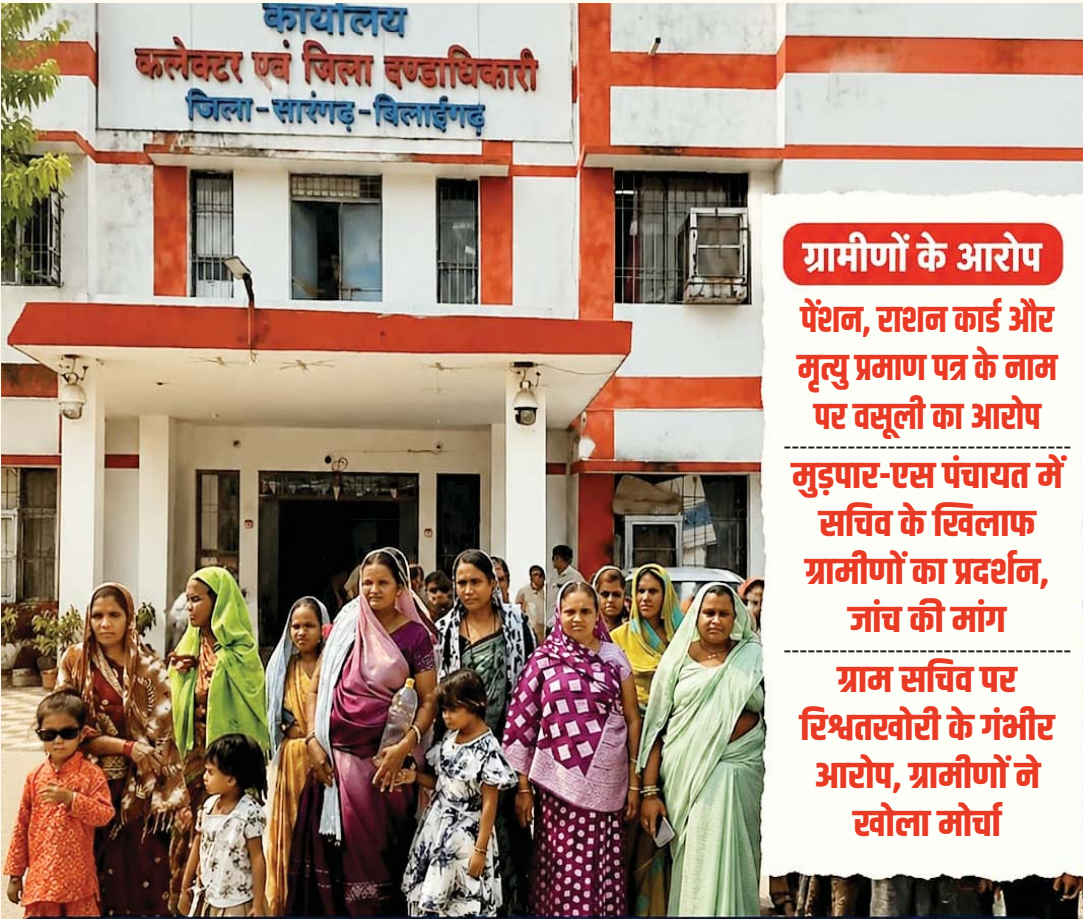 कार्यालय
कलेक्टर एवं जिला दण्डाधिकारी
जिला-सारंगढ़-बिलाईगढ़
ग्रामीणों के आरोप
पेंशन, राशन कार्ड और
मृत्यु प्रमाण पत्र के नाम
पर वसूली का आरोप
मुड़पार-एस पंचायत में
सचिव के खिलाफ
ग्रामीणों का प्रदर्शन,
जांच की मांग
ग्राम सचिव पर
रिश्वतखोरी के गंभीर
आरोप, ग्रामीणों ने
खोला मोर्चा